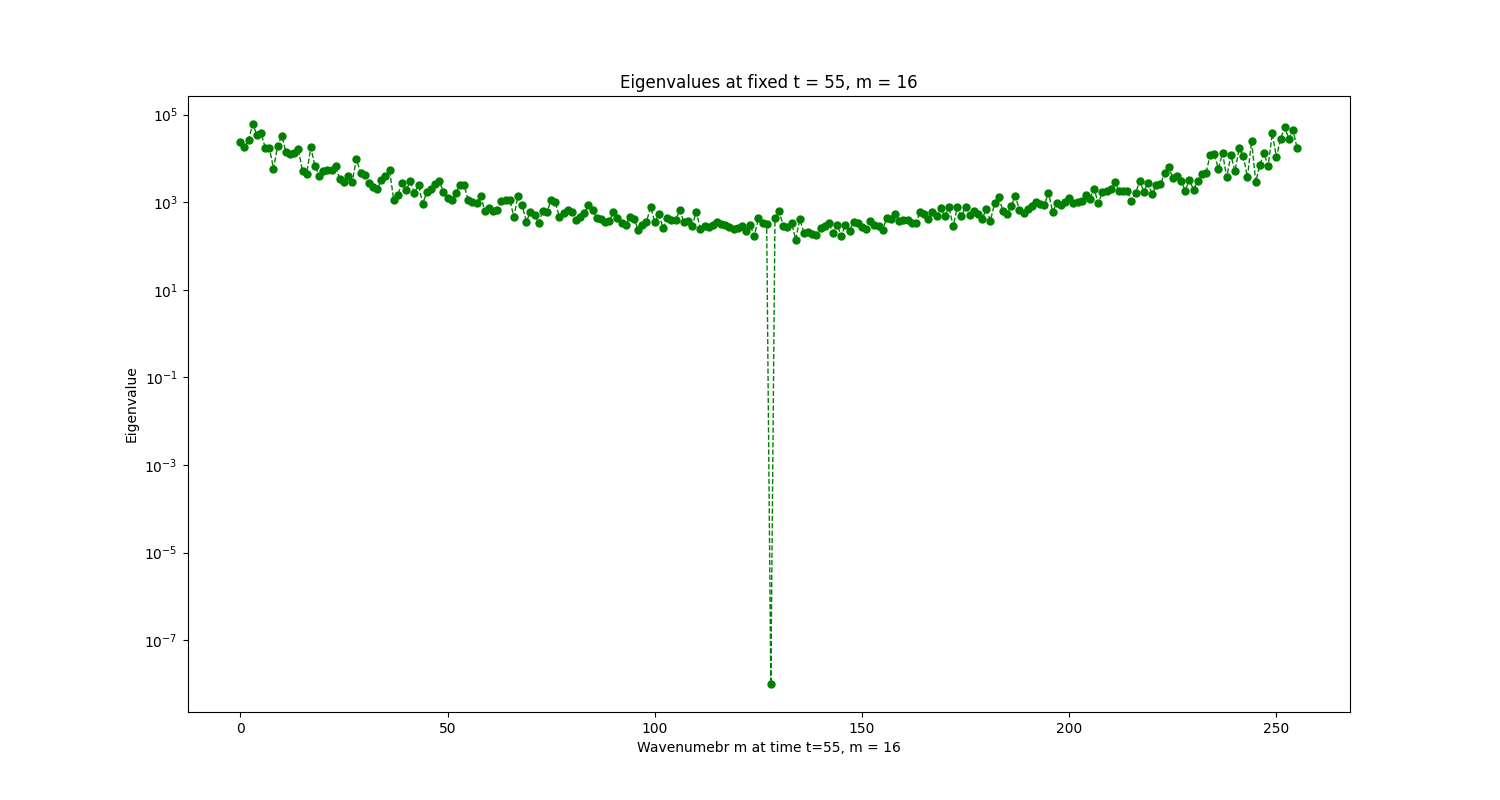 Eigenvalues at fixed t = 55, m = 16
10^5
10^3
10^1
10^-1
10^-3
10^-5
10^-7
Eigenvalue
0 50 100 150 200 250
Wavenumebr m at time t=55, m = 16